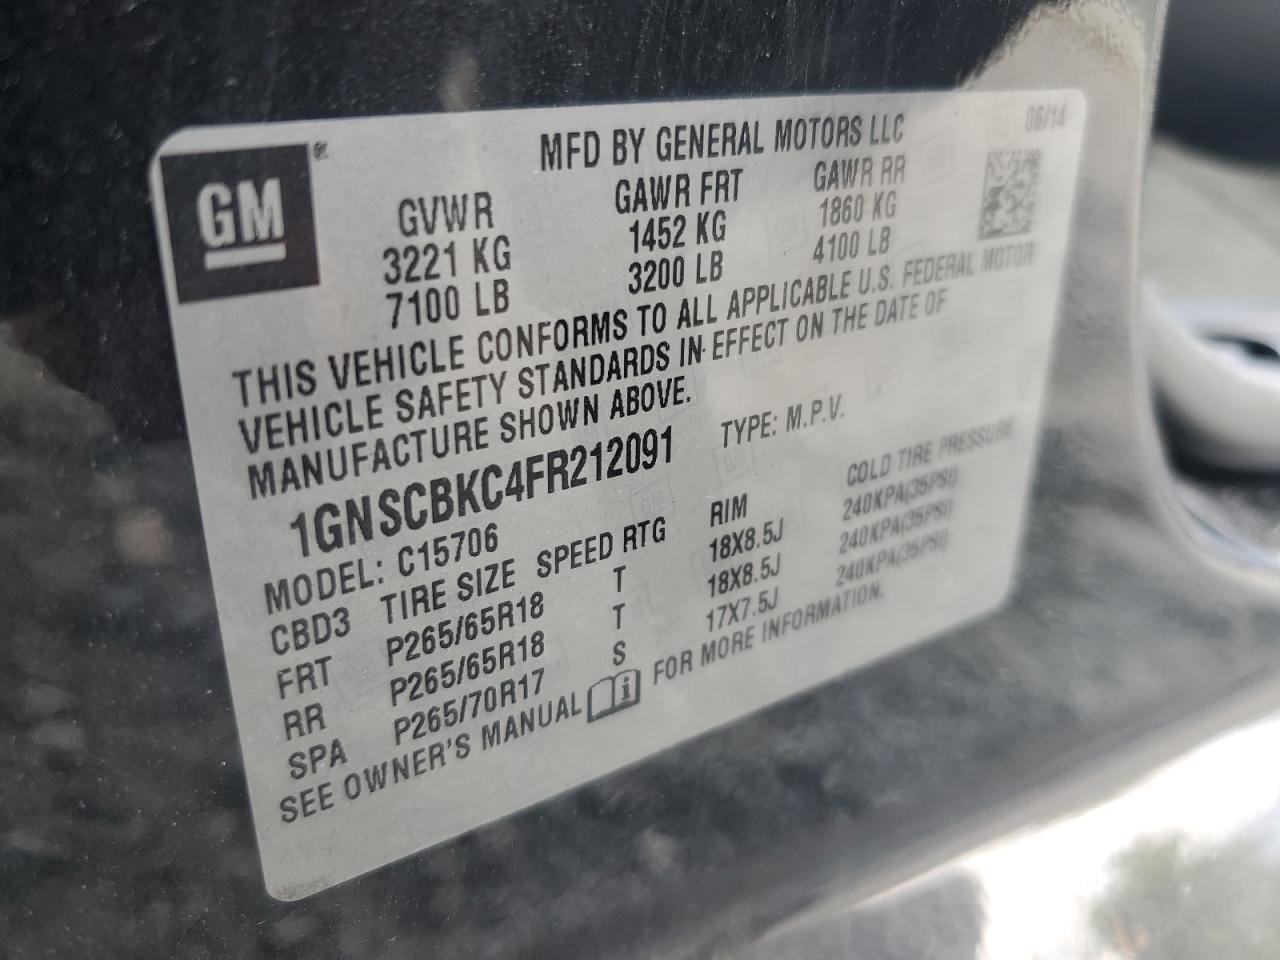 MFD BY GENERAL MOTORS LLC 06/14
GM
GVWR GAWR FRT GAWR RR
3221 KG 1452 KG 1860 KG
7100 LB 3200 LB 4100 LB
THIS VEHICLE CONFORMS TO ALL APPLICABLE U.S. FEDERAL MOTOR
VEHICLE SAFETY STANDARDS IN EFFECT ON THE DATE OF
MANUFACTURE SHOWN ABOVE.
1GNSCBKC4FR212091 TYPE: M.P.V.
MODEL: C15706
CBD3 TIRE SIZE SPEED RTG RIM COLD TIRE PRESSURE
FRT P265/65R18 T 18X8.5J 240KPA(35PSI)
RR P265/65R18 T 18X8.5J 240KPA(35PSI)
SPA P265/70R17 S 17X7.5J 240KPA(35PSI)
SEE OWNER'S MANUAL FOR MORE INFORMATION.